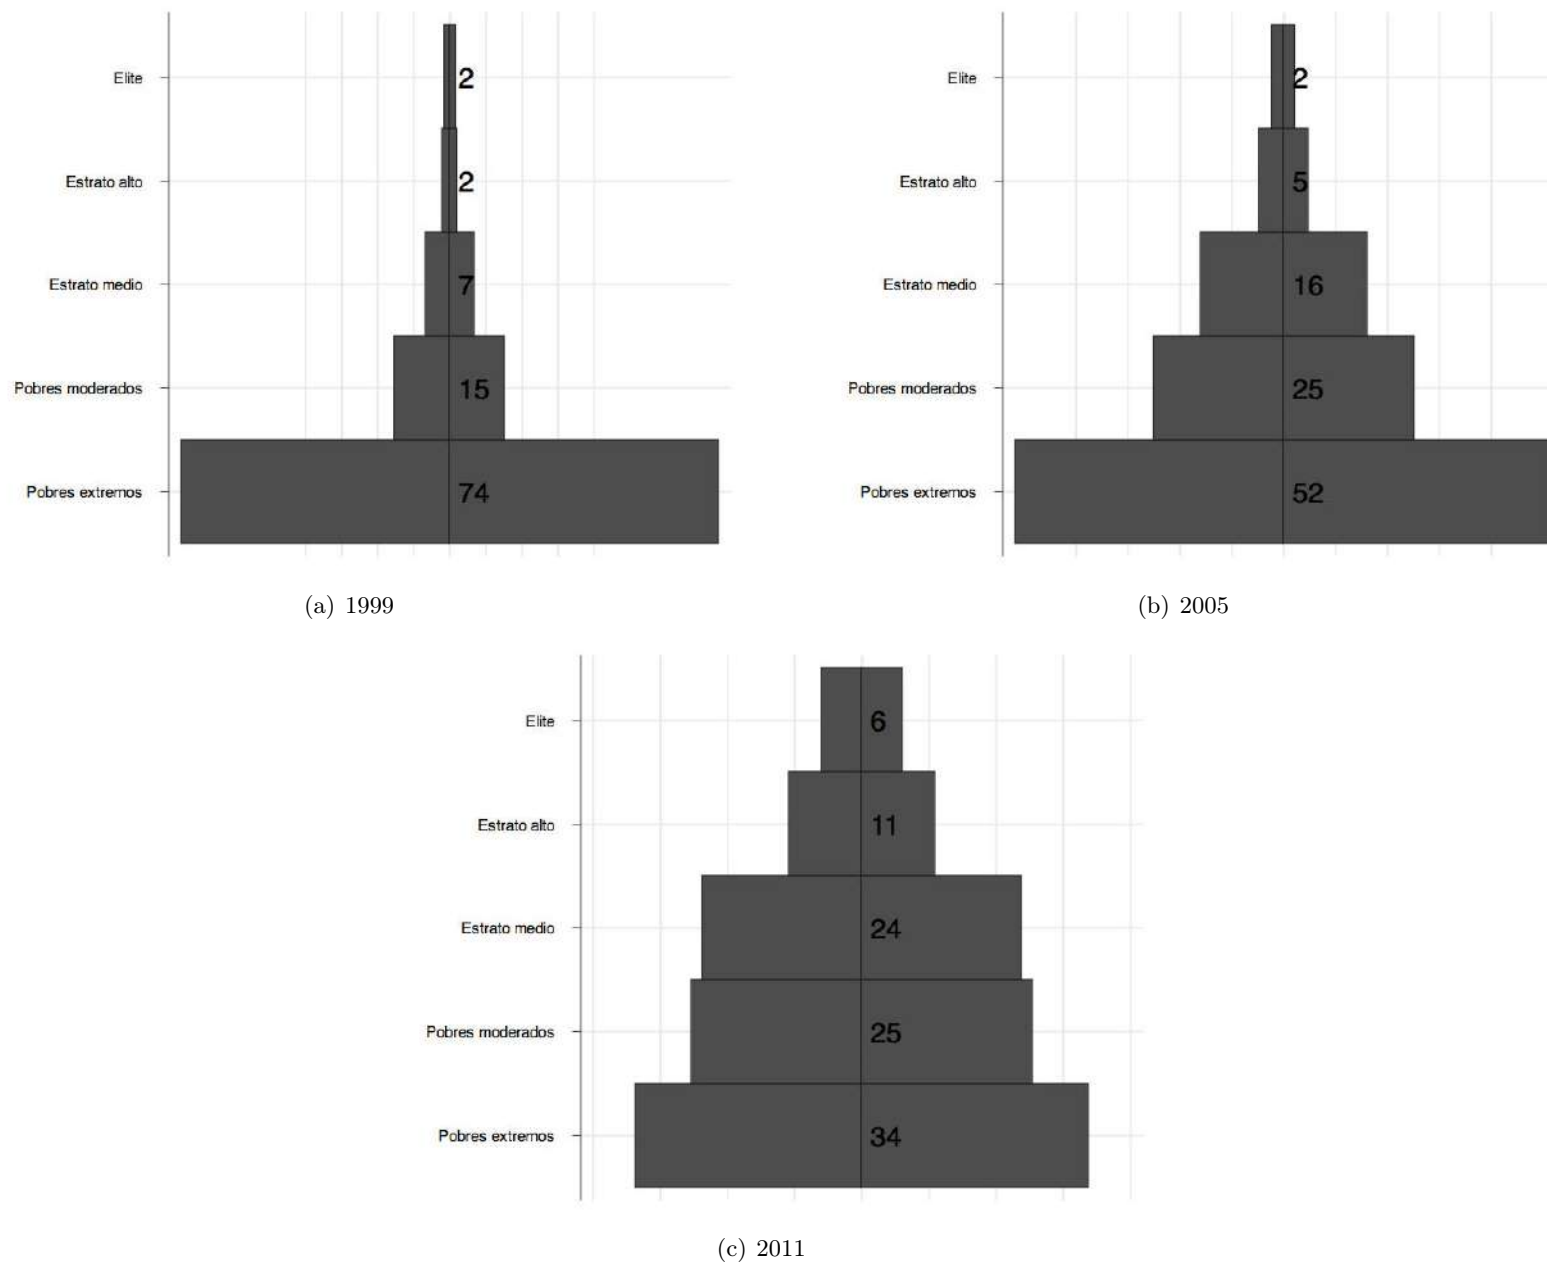 Elite 2
Estrato alto 2
Estrato medio 7
Pobres moderados 15
Pobres extremos 74
(a) 1999
Elite 2
Estrato alto 5
Estrato medio 16
Pobres moderados 25
Pobres extremos 52
(b) 2005
Elite 6
Estrato alto 11
Estrato medio 24
Pobres moderados 25
Pobres extremos 34
(c) 2011